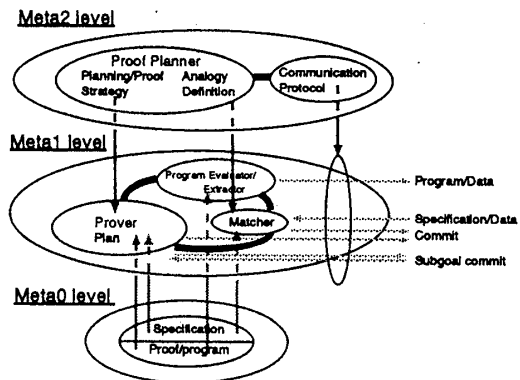 Meta2 level
Proof Planner
Planning/Proof Strategy
Analogy Definition
Communication Protocol
Meta1 level
Program Evaluator/
Extractor
Prover
Plan
Matcher
Program/Data
Specification/Data
Commit
Subgoal commit
Meta0 level
Specification
Proof/program